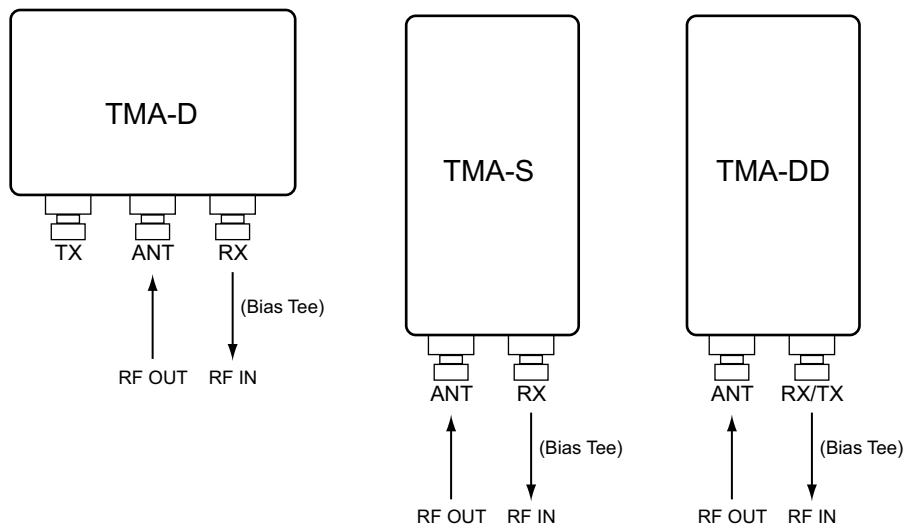 TMA-D
TX ANT RX
(Bias Tee)
RF OUT RF IN
TMA-S
ANT RX
(Bias Tee)
RF OUT RF IN
TMA-DD
ANT RX/TX
(Bias Tee)
RF OUT RF IN